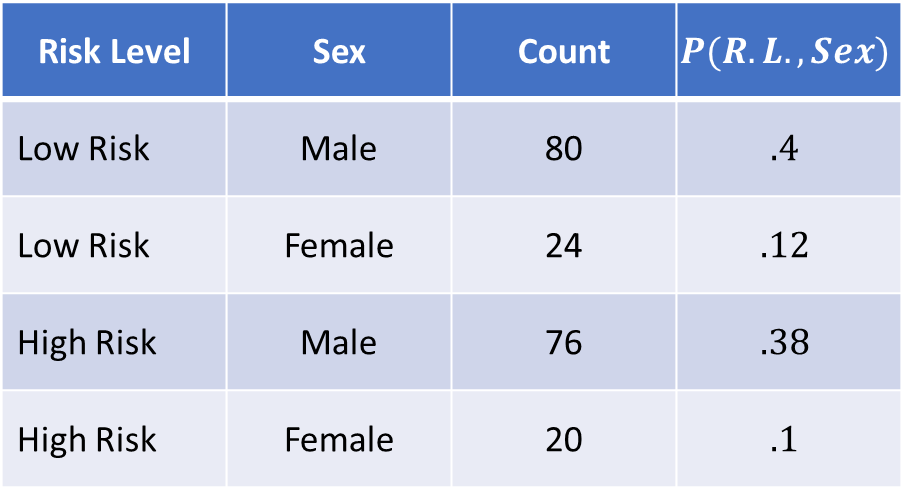 Risk Level Sex Count P(R.L.,Sex)
Low Risk Male 80 .4
Low Risk Female 24 .12
High Risk Male 76 .38
High Risk Female 20 .1